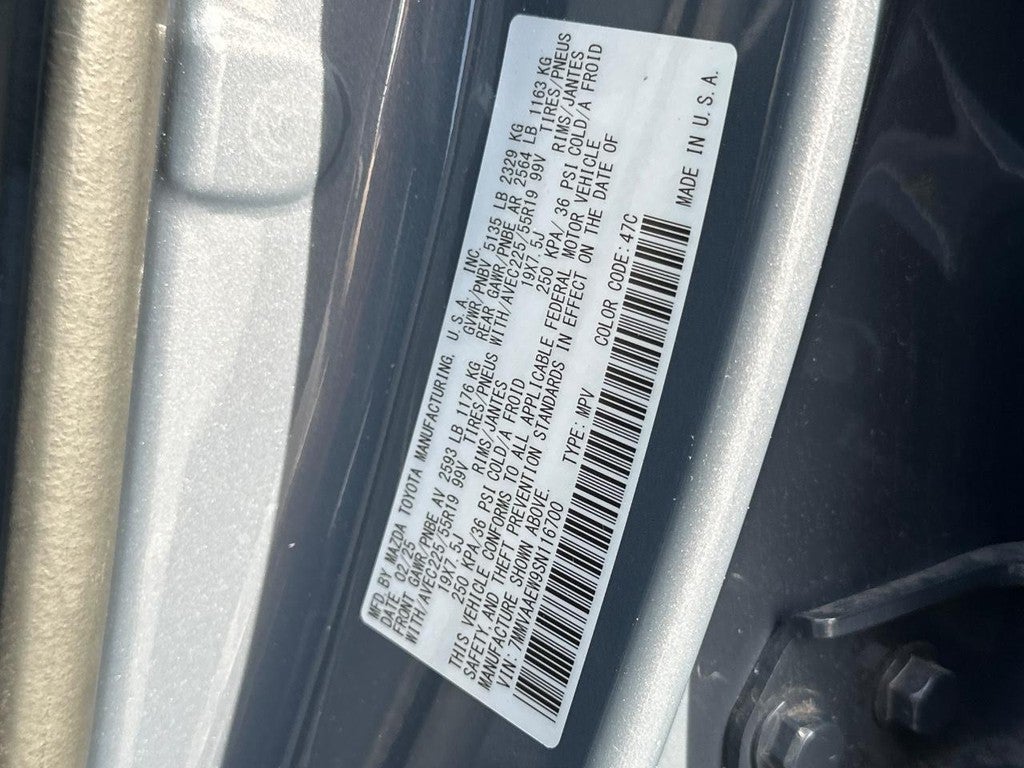 MFD. BY MAZDA TOYOTA MANUFACTURING, U.S.A., INC.
DATE: 02/25 GVWR/PNBV 5135 LB 2329 KG
FRONT GAWR/PNBE AV 2593 LB 1176 KG REAR GAWR/PNBE AR 2564 LB 1163 KG
WITH/AVEC225/55R19 99V TIRES/PNEUS WITH/AVEC225/55R19 99V TIRES/PNEUS
19X7.5J RIMS/JANTES 19X7.5J RIMS/JANTES
250 KPA/36 PSI COLD/A FROID 250 KPA/36 PSI COLD/A FROID
THIS VEHICLE CONFORMS TO ALL APPLICABLE FEDERAL MOTOR VEHICLE
SAFETY AND THEFT PREVENTION STANDARDS IN EFFECT ON THE DATE OF
MANUFACTURE SHOWN ABOVE.
VIN:7MMVAAEW9SN116700 TYPE: MPV COLOR CODE:47C
MADE IN U.S.A.